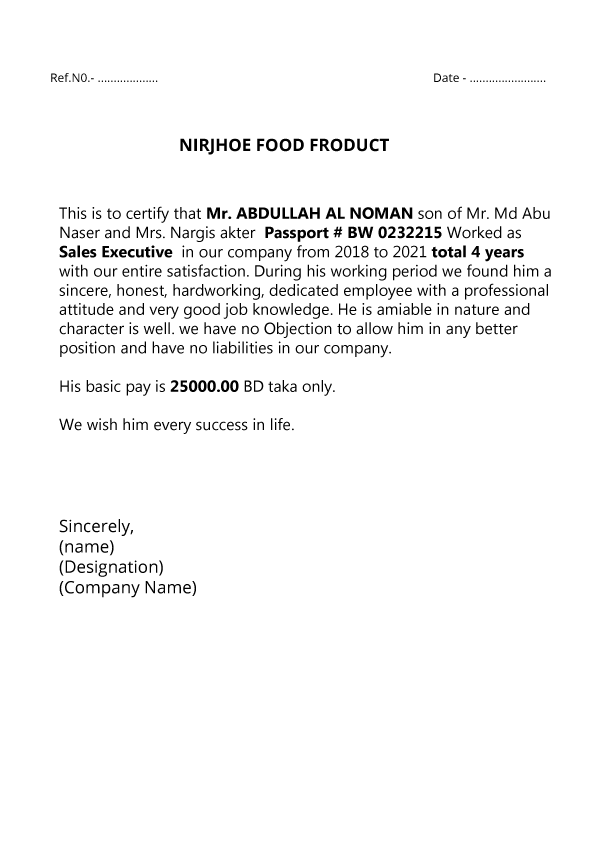 Ref.N0.- ...................
Date - ........................
NIRJHOE FOOD FRODUCT
This is to certify that Mr. ABDULLAH AL NOMAN son of Mr. Md Abu
Naser and Mrs. Nargis akter  Passport # BW 0232215 Worked as
Sales Executive  in our company from 2018 to 2021 total 4 years
with our entire satisfaction. During his working period we found him a
sincere, honest, hardworking, dedicated employee with a professional
attitude and very good job knowledge. He is amiable in nature and
character is well. we have no Objection to allow him in any better
position and have no liabilities in our company.
His basic pay is 25000.00 BD taka only.
We wish him every success in life.
Sincerely,
(name)
(Designation)
(Company Name)